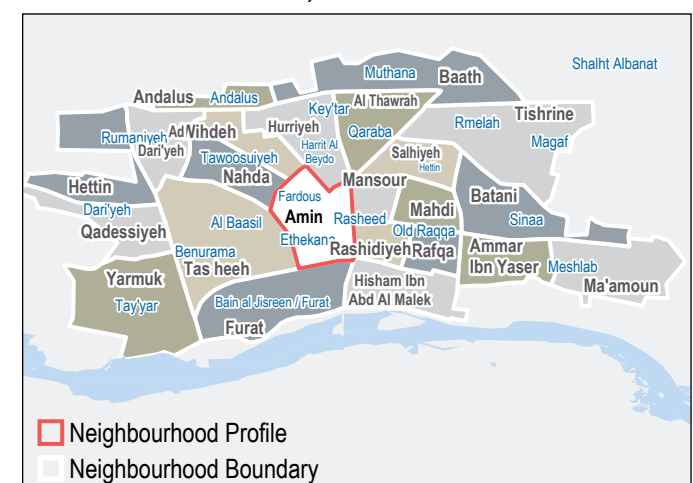 Muthana
Baath
Shalht Albanat
Andalus
Andalus
Key'tar
Al Thawrah
Tishrine
Rumaniyeh
Ad
Dari'yeh
Wihdeh
Hurriyeh
Qaraba
Rmelah
Magaf
Tawoosuiyeh
Harrit Al
Beydo
Salhiyeh
Hettin
Hettin
Nahda
Mansour
Dari'yeh
Fardous
Batani
Qadessiyeh
Al Baasil
Amin
Rasheed
Mahdi
Sinaa
Benurama
Ethekana
Old Raqqa
Tas heeh
Rashidiyeh
Rafqa
Ammar
Ibn Yaser
Meshlab
Yarmuk
Hisham Ibn
Abd Al Malek
Ma'amoun
Tay'yar
Bain al Jisreen / Furat
Furat
Neighbourhood Profile
Neighbourhood Boundary